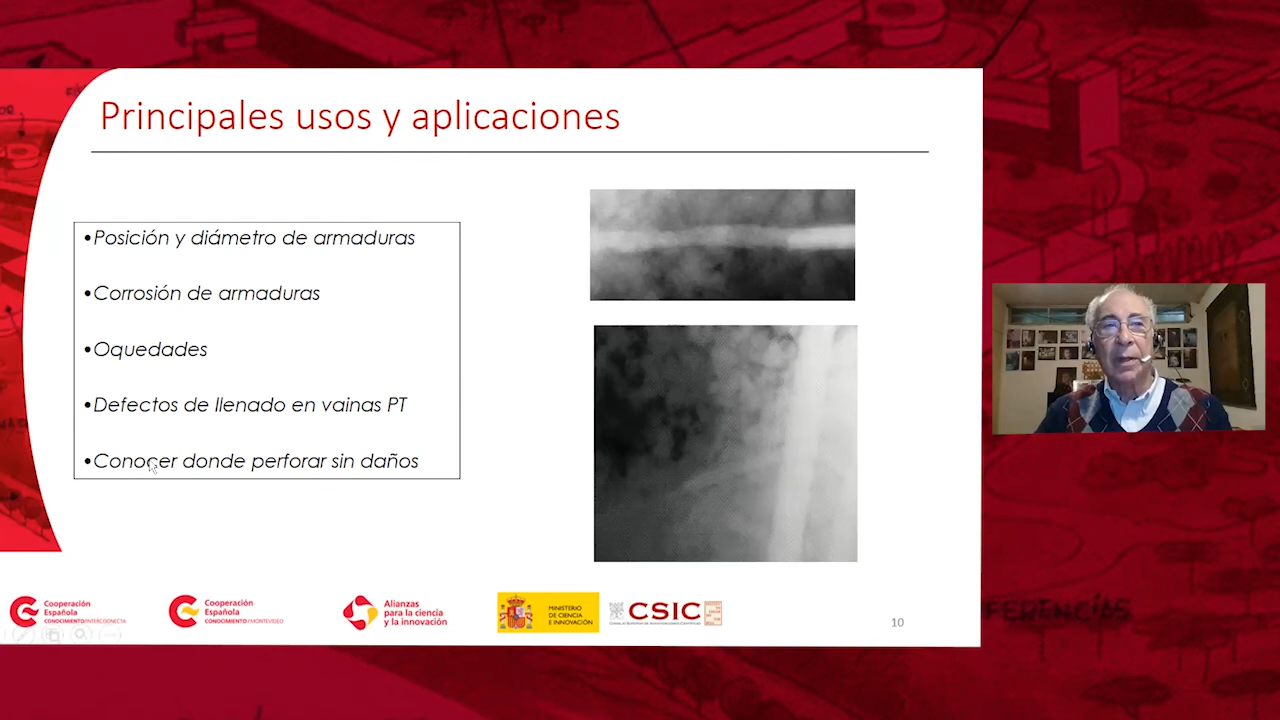 Principales usos y aplicaciones
•Posición y diámetro de armaduras
•Corrosión de armaduras
•Oquedades
•Defectos de llenado en vainas PT
•Conocer donde perforar sin daños
Cooperación
Española
CONOCIMIENTO/INTERCOONECTA
Cooperación
Española
CONOCIMIENTO/MONTEVIDEO
Alianzas
para la ciencia
y la innovación
MINISTERIO
DE CIENCIA
E INNOVACIÓN
CSIC
10
FERENCIAS